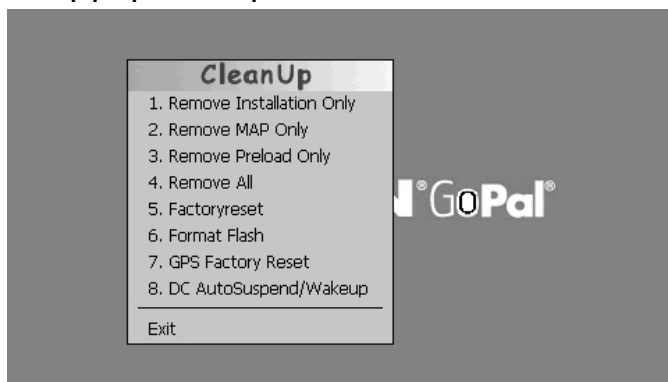 CleanUp
1. Remove Installation Only
2. Remove MAP Only
3. Remove Preload Only
4. Remove All
5. Factoryreset
6. Format Flash
7. GPS Factory Reset
8. DC AutoSuspend/Wakeup
Exit
GoPal®